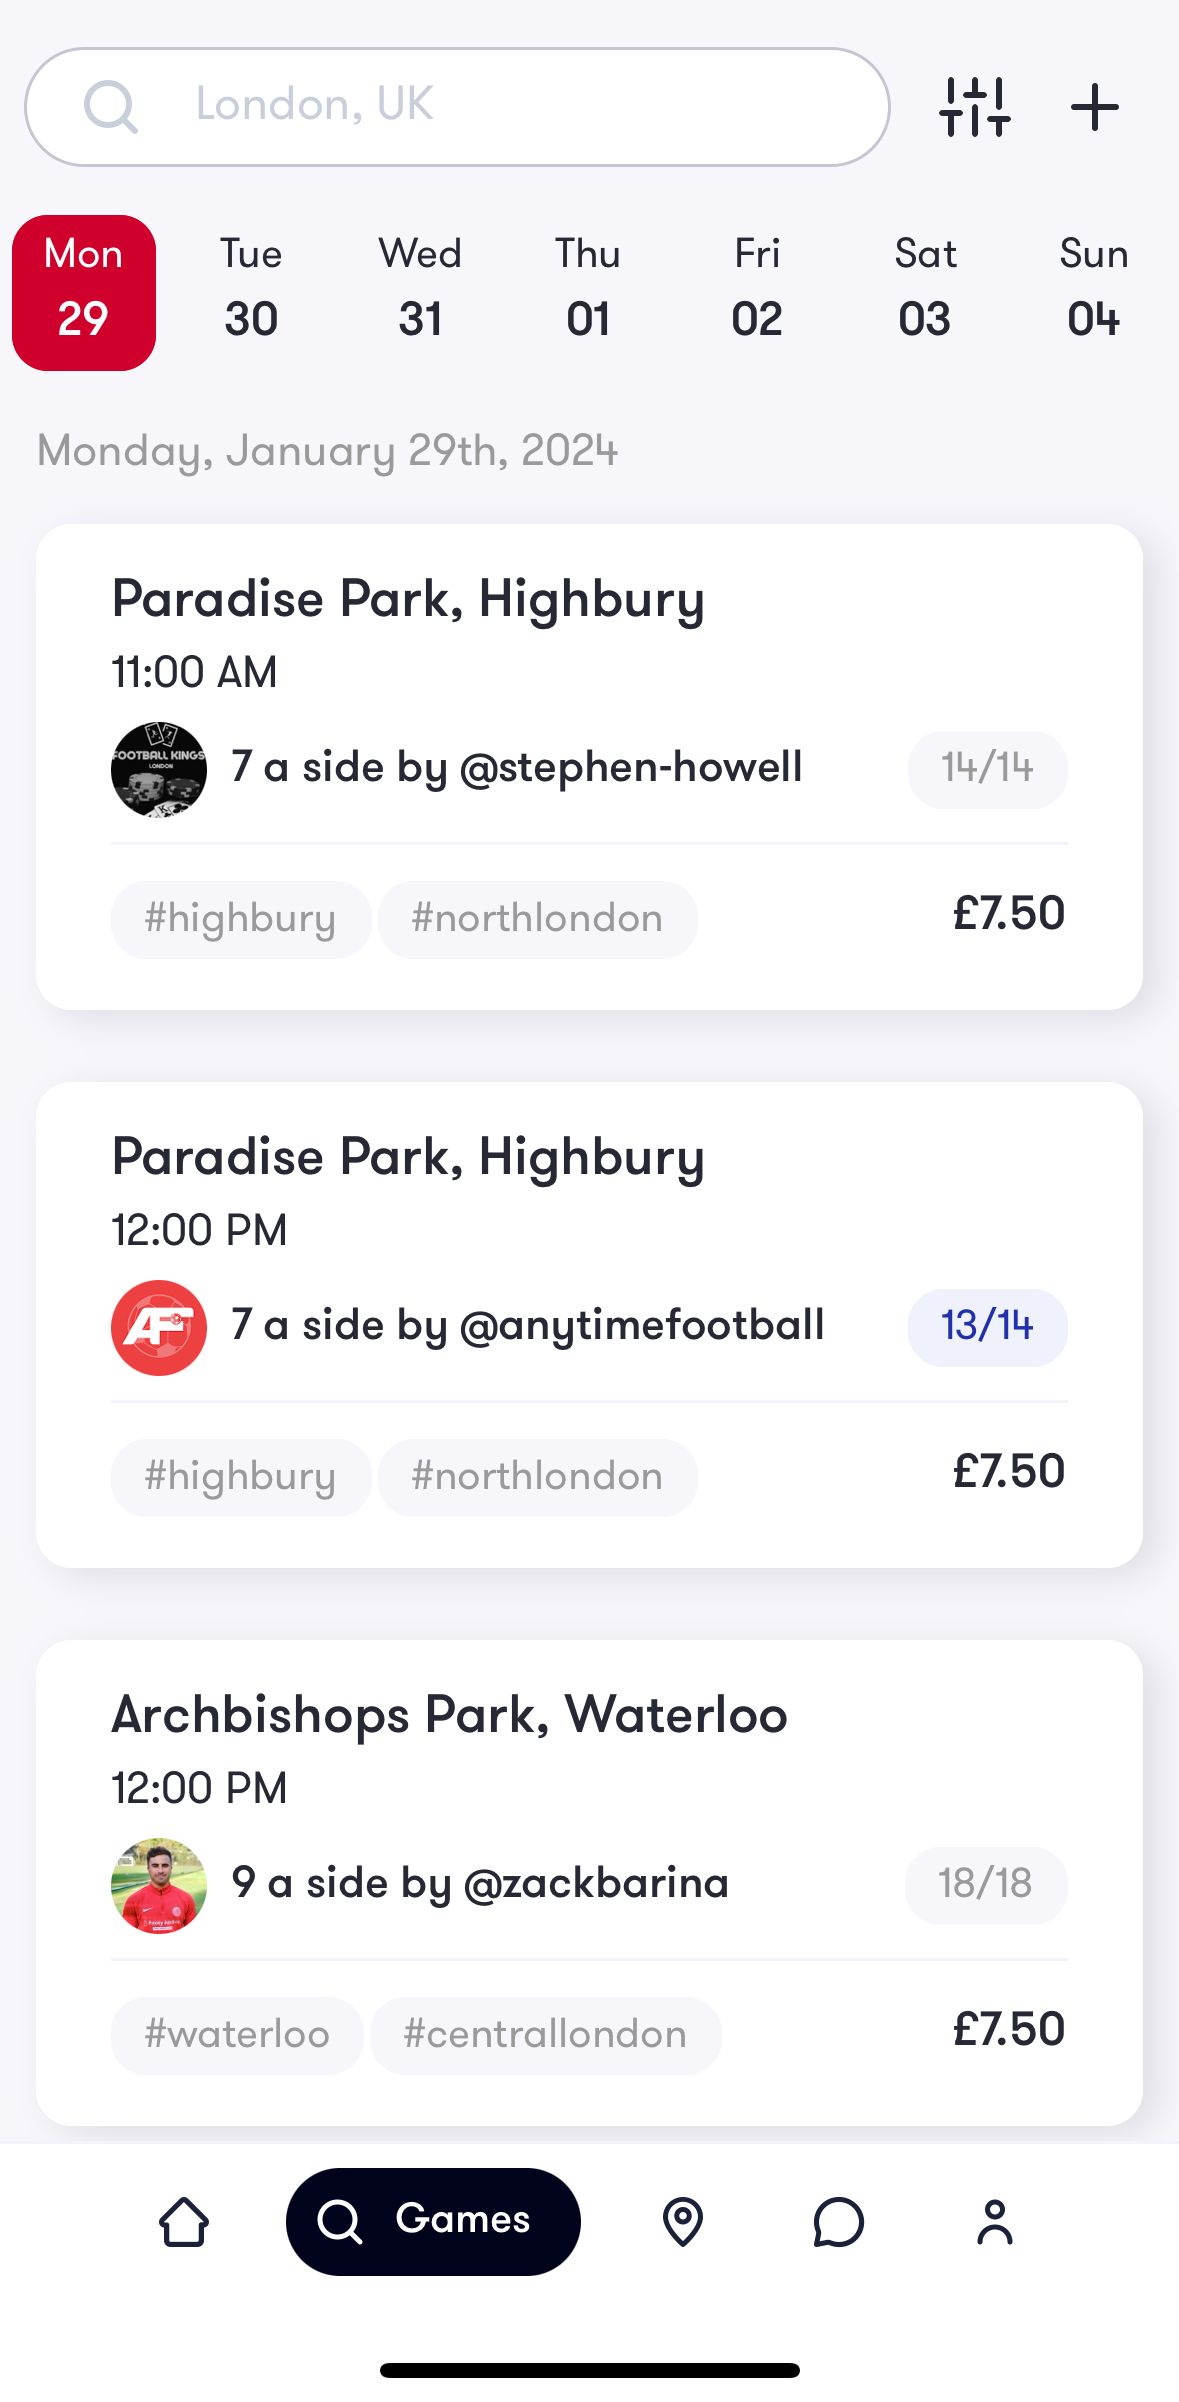 London, UK
Mon Tue Wed Thu Fri Sat Sun
29 30 31 01 02 03 04
Monday, January 29th, 2024
Paradise Park, Highbury
11:00 AM
FOOTBALL KINGS
LONDON
7 a side by @stephen-howell 14/14
#highbury #northlondon £7.50
Paradise Park, Highbury
12:00 PM
AF
7 a side by @anytimefootball 13/14
#highbury #northlondon £7.50
Archbishops Park, Waterloo
12:00 PM
9 a side by @zackbarina 18/18
#waterloo #centrallondon £7.50
Games